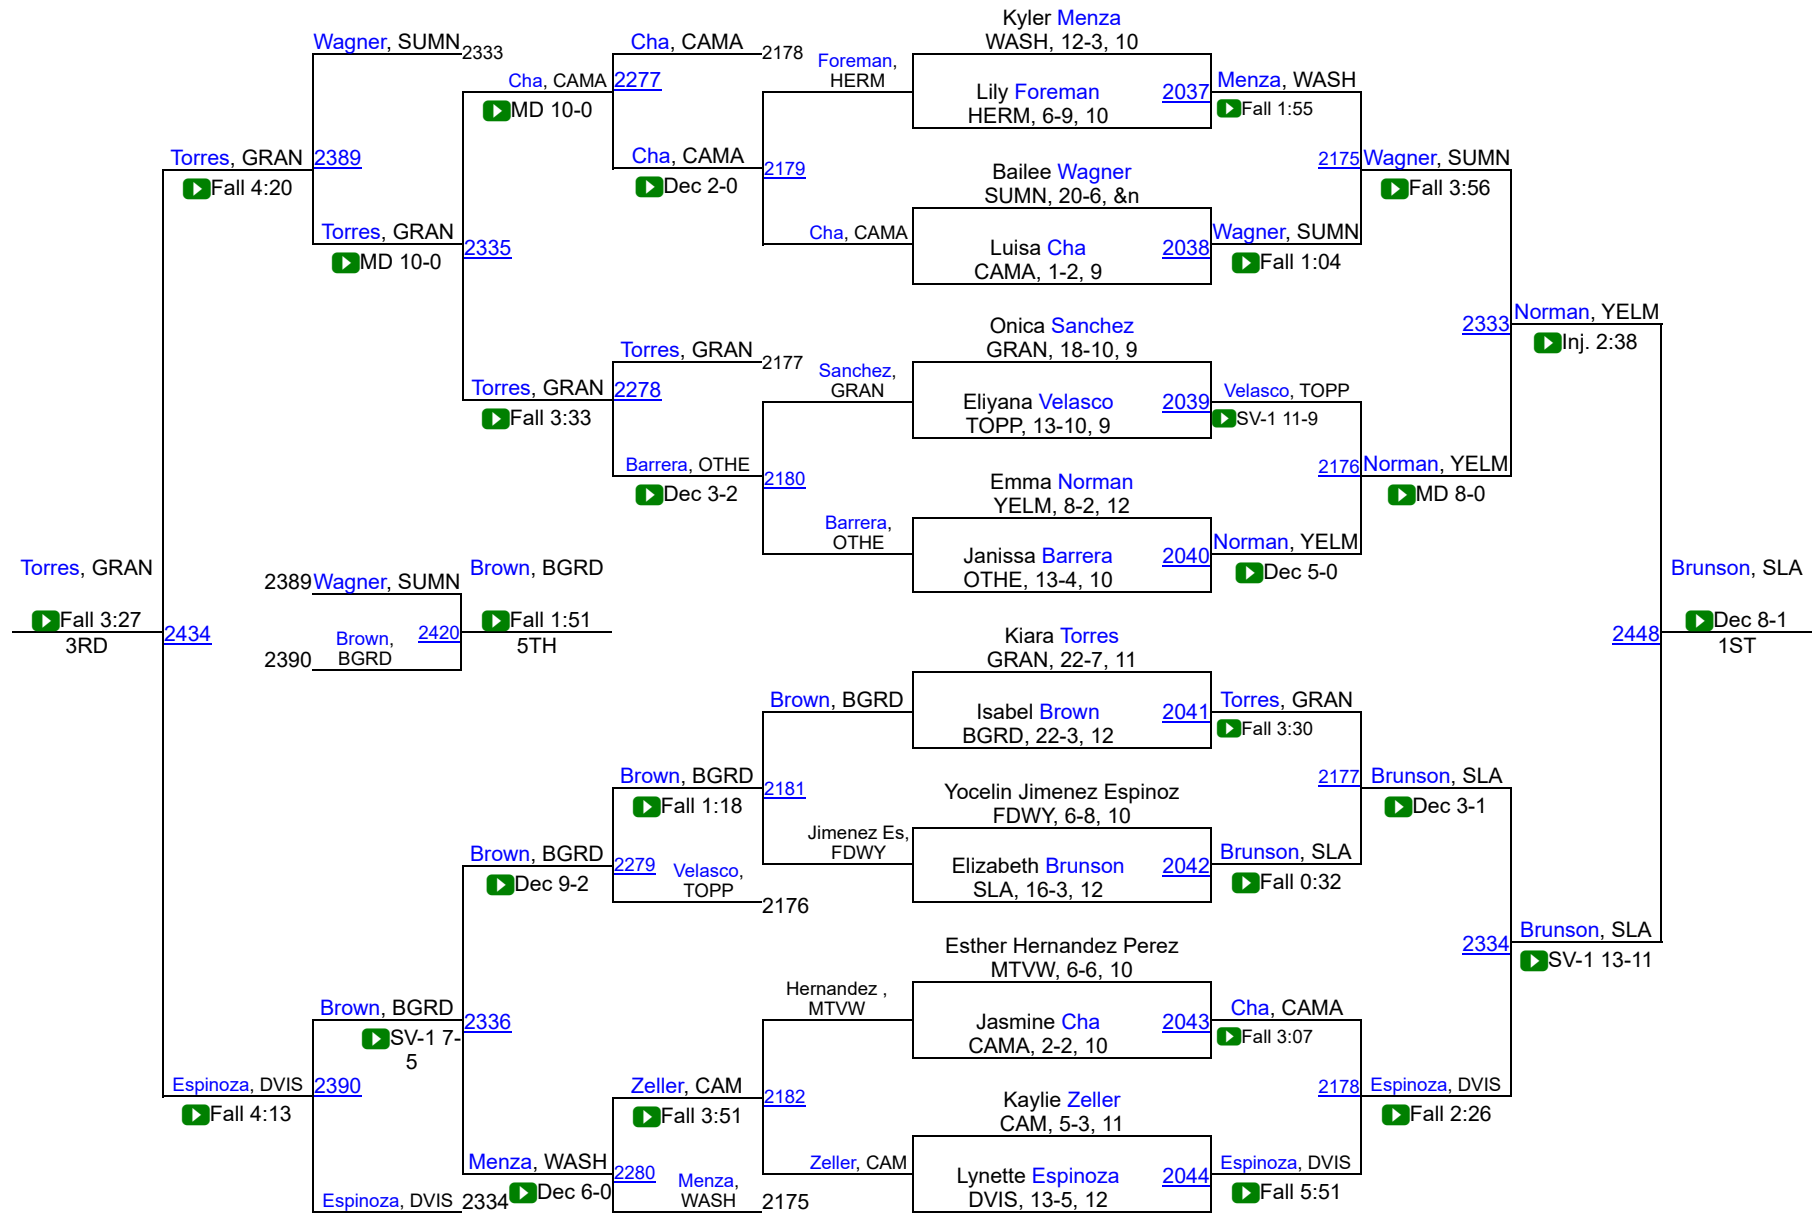 Kyler Menza
WASH, 12-3, 10
Wagner, SUMN
2333
Cha, CAMA
2178
Foreman,
HERM
Cha, CAMA
2277
MD 10-0
Lily Foreman
HERM, 6-9, 10
2037
Menza, WASH
Fall 1:55
Torres, GRAN
2389
Fall 4:20
Cha, CAMA
2179
Dec 2-0
Bailee Wagner
SUMN, 20-6, &n
2175
Wagner, SUMN
Fall 3:56
Torres, GRAN
2335
MD 10-0
Cha, CAMA
Luisa Cha
CAMA, 1-2, 9
2038
Wagner, SUMN
Fall 1:04
Onica Sanchez
GRAN, 18-10, 9
2333
Norman, YELM
Inj. 2:38
Torres, GRAN
2177
Sanchez,
GRAN
Torres, GRAN
2278
Fall 3:33
Eliyana Velasco
TOPP, 13-10, 9
2039
Velasco, TOPP
SV-1 11-9
Barrera, OTHE
2180
Dec 3-2
Emma Norman
YELM, 8-2, 12
2176
Norman, YELM
MD 8-0
Barrera,
OTHE
Janissa Barrera
OTHE, 13-4, 10
2040
Norman, YELM
Dec 5-0
Torres, GRAN
Fall 3:27
3RD
2434
2389
Wagner, SUMN
Brown,
BGRD
2390
2420
Brown, BGRD
Fall 1:51
5TH
Kiara Torres
GRAN, 22-7, 11
2448
Brunson, SLA
Dec 8-1
1ST
Brown, BGRD
Isabel Brown
BGRD, 22-3, 12
2041
Torres, GRAN
Fall 3:30
Brown, BGRD
2181
Fall 1:18
Yocelin Jimenez Espinoz
FDWY, 6-8, 10
2177
Brunson, SLA
Dec 3-1
Jimenez Es,
FDWY
Brown, BGRD
2279
Dec 9-2
Velasco,
TOPP
2176
Elizabeth Brunson
SLA, 16-3, 12
2042
Brunson, SLA
Fall 0:32
Esther Hernandez Perez
MTVW, 6-6, 10
2334
Brunson, SLA
SV-1 13-11
Hernandez ,
MTVW
Brown, BGRD
2336
SV-1 7-
5
Jasmine Cha
CAMA, 2-2, 10
2043
Cha, CAMA
Fall 3:07
Espinoza, DVIS
2390
Fall 4:13
Zeller, CAM
2182
Fall 3:51
Kaylie Zeller
CAM, 5-3, 11
2178
Espinoza, DVIS
Fall 2:26
Menza, WASH
2280
Dec 6-0
Menza,
WASH
2175
Zeller, CAM
Lynette Espinoza
DVIS, 13-5, 12
2044
Espinoza, DVIS
Fall 5:51
Espinoza, DVIS
2334